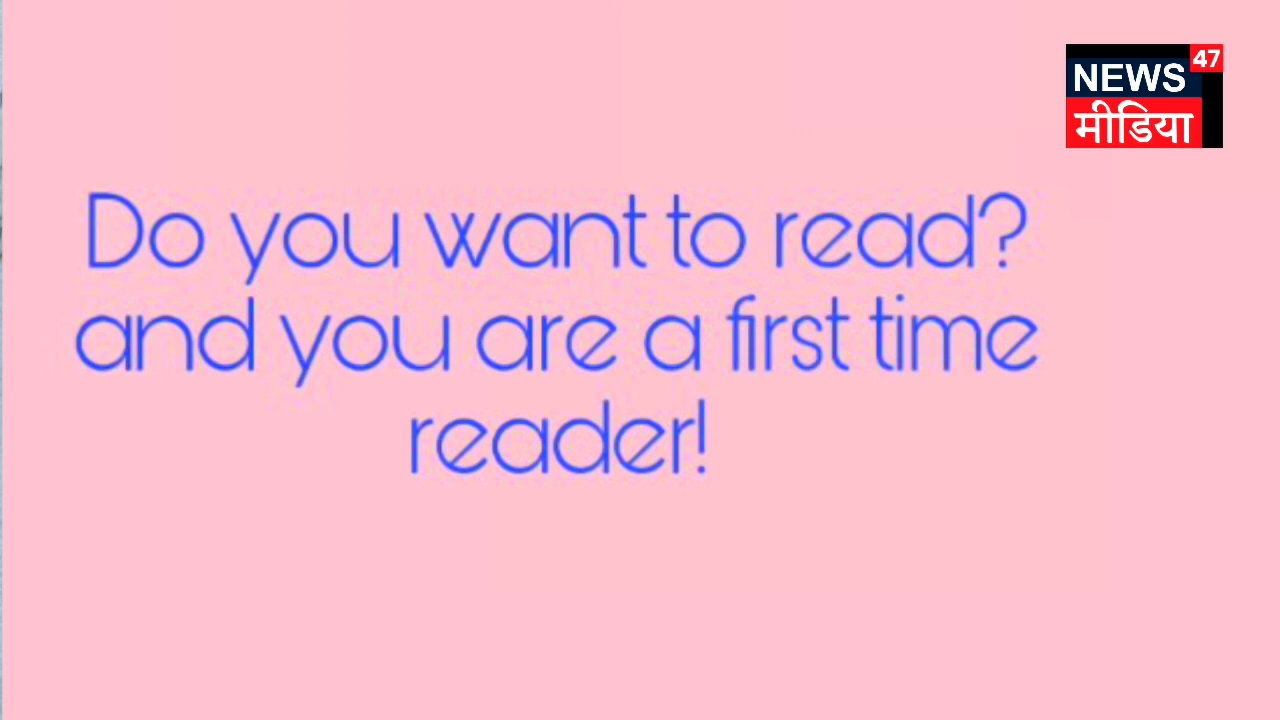 47
NEWS
मीडिया
Do you want to read?
and you are a first time
reader!